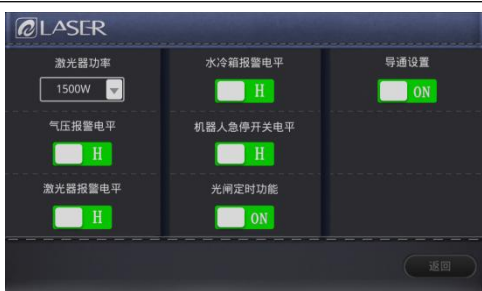 LASER
激光器功率
水冷箱报警电平
导通设置
1500W
H
ON
气压报警电平
机器人急停开关电平
H
H
激光器报警电平
光闸定时功能
H
ON
返回